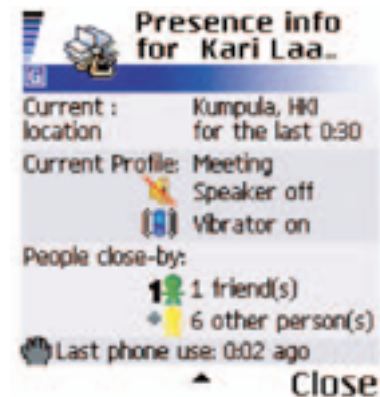 Presence info
for Kari Laa..
G
Current : Kumpula, HKI
location for the last 0:30
Current Profile: Meeting
Speaker off
Vibrator on
People close-by:
1 1 friend(s)
6 other person(s)
Last phone use: 0:02 ago
Close